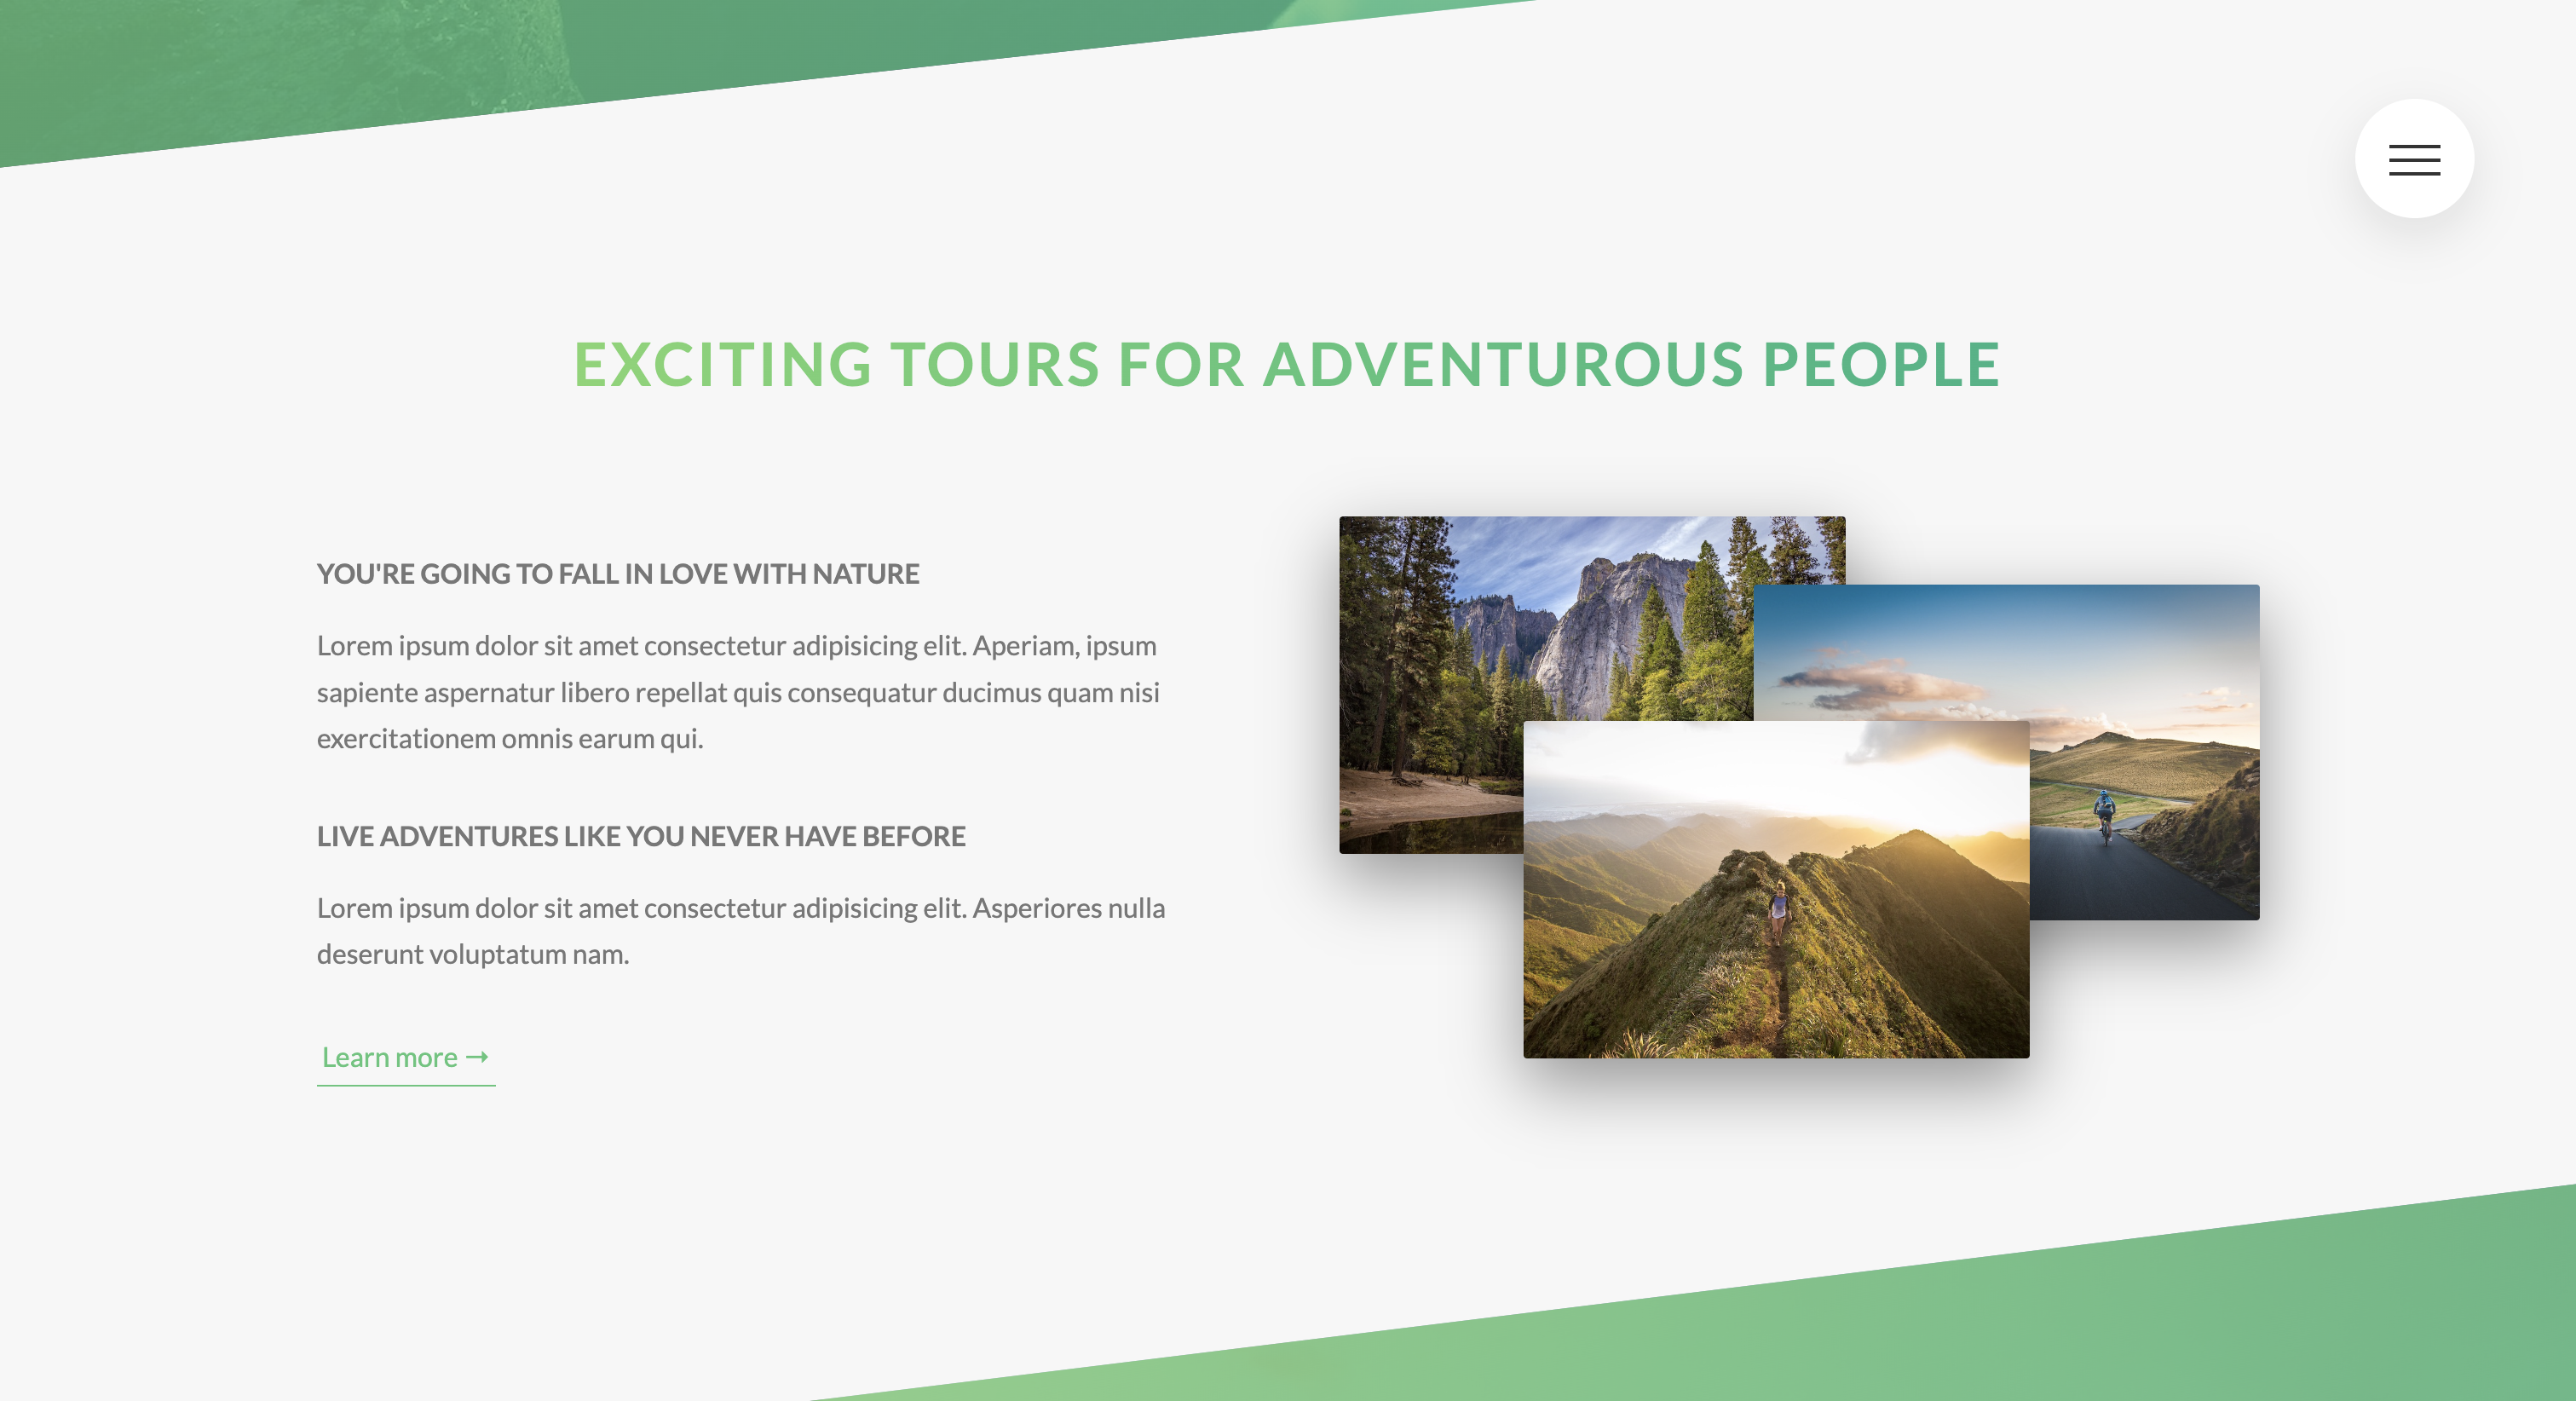 EXCITING TOURS FOR ADVENTUROUS PEOPLE
YOU'RE GOING TO FALL IN LOVE WITH NATURE
Lorem ipsum dolor sit amet consectetur adipisicing elit. Aperiam, ipsum
sapiente aspernatur libero repellat quis consequatur ducimus quam nisi
exercitationem omnis earum qui.
LIVE ADVENTURES LIKE YOU NEVER HAVE BEFORE
Lorem ipsum dolor sit amet consectetur adipisicing elit. Asperiores nulla
deserunt voluptatum nam.
Learn more →